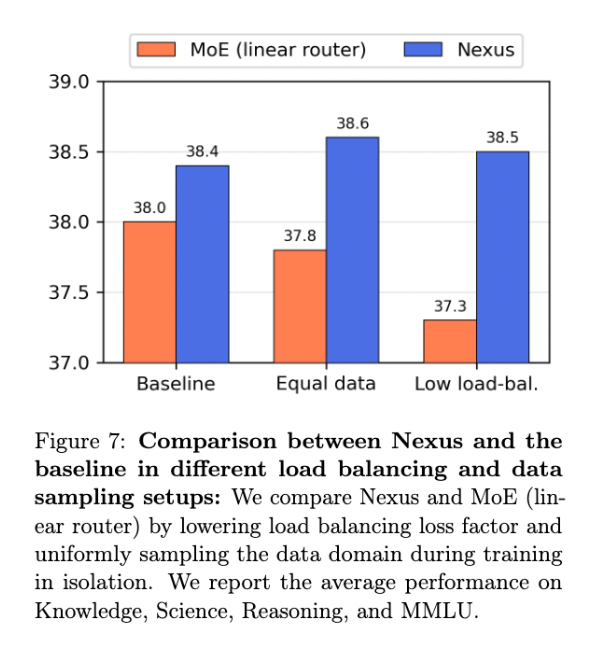 MoE (linear router) Nexus
39.0
38.5
38.0
37.5
37.0
38.0
38.4
37.8
38.6
37.3
38.5
Baseline Equal data Low load-bal.
Figure 7: Comparison between Nexus and the
baseline in different load balancing and data
sampling setups: We compare Nexus and MoE (lin-
ear router) by lowering load balancing loss factor and
uniformly sampling the data domain during training
in isolation. We report the average performance on
Knowledge, Science, Reasoning, and MMLU.